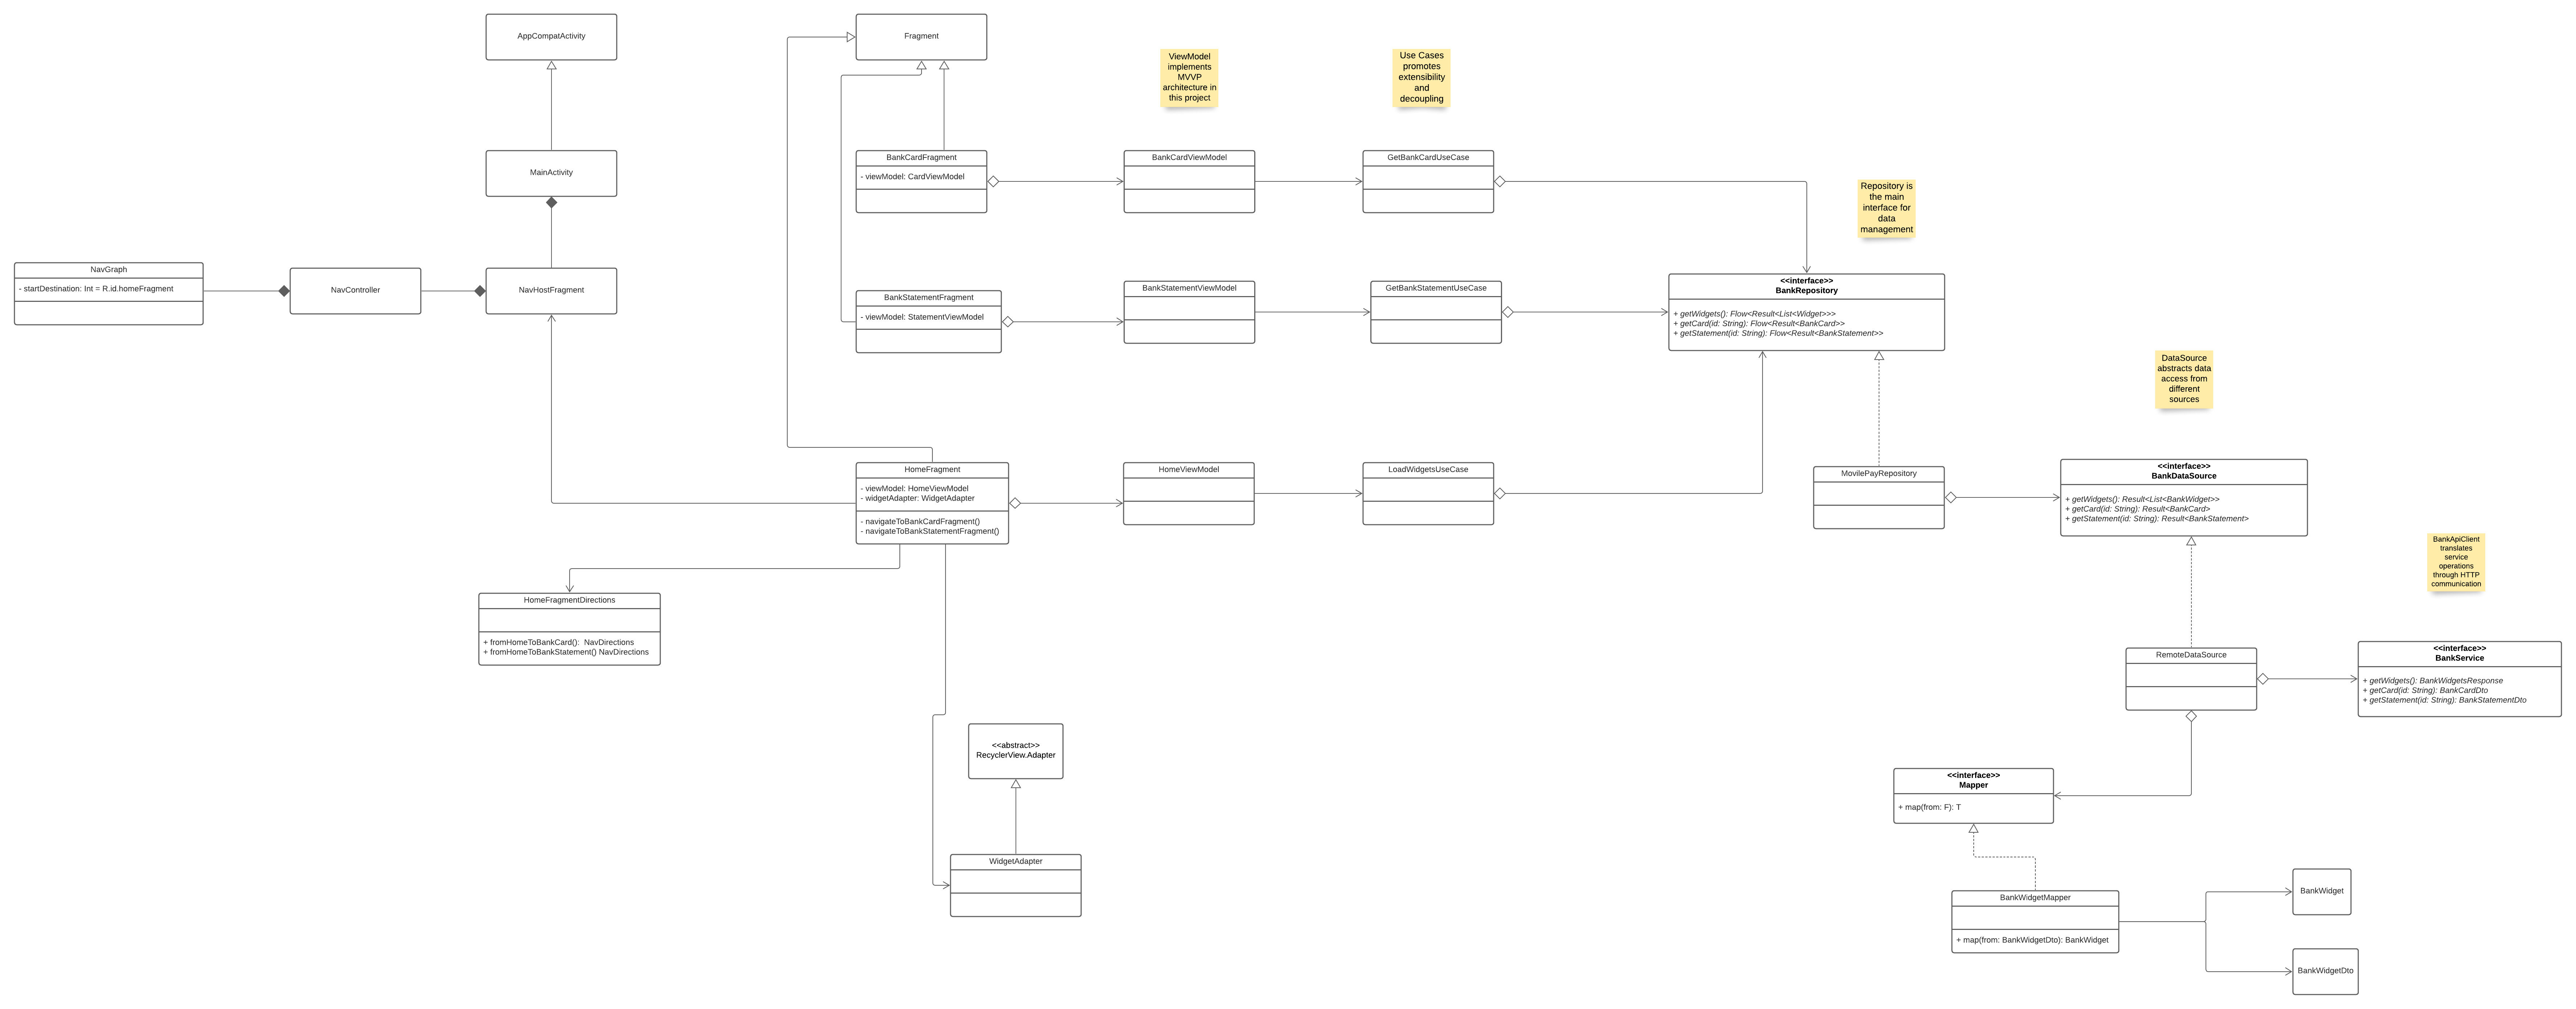 AppCompatActivity
Fragment
ViewModel
implements
MVVP
architecture in
this project
Use Cases
promotes
extensibility
and
decoupling
MainActivity
BankCardFragment
- viewModel: CardViewModel
BankCardViewModel
GetBankCardUseCase
Repository is
the main
interface for
data
management
NavGraph
- startDestination: Int = R.id.homeFragment
NavController
NavHostFragment
BankStatementFragment
- viewModel: StatementViewModel
BankStatementViewModel
GetBankStatementUseCase
<<interface>>
BankRepository
+ getWidgets(): Flow<Result<List<Widget>>>
+ getCard(id: String): Flow<Result<BankCard>>
+ getStatement(id: String): Flow<Result<BankStatement>>
DataSource
abstracts data
access from
different
sources
HomeFragment
- viewModel: HomeViewModel
- widgetAdapter: WidgetAdapter
- navigateToBankCardFragment()
- navigateToBankStatementFragment()
HomeViewModel
LoadWidgetsUseCase
MovilePayRepository
<<interface>>
BankDataSource
+ getWidgets(): Result<List<BankWidget>>
+ getCard(id: String): Result<BankCard>
+ getStatement(id: String): Result<BankStatement>
BankApiClient
translates
service
operations
through HTTP
communication
HomeFragmentDirections
+ fromHomeToBankCard():  NavDirections
+ fromHomeToBankStatement() NavDirections
RemoteDataSource
<<interface>>
BankService
+ getWidgets(): BankWidgetsResponse
+ getCard(id: String): BankCardDto
+ getStatement(id: String): BankStatementDto
<<abstract>>
RecyclerView.Adapter
<<interface>>
Mapper
+ map(from: F): T
WidgetAdapter
BankWidgetMapper
+ map(from: BankWidgetDto): BankWidget
BankWidget
BankWidgetDto